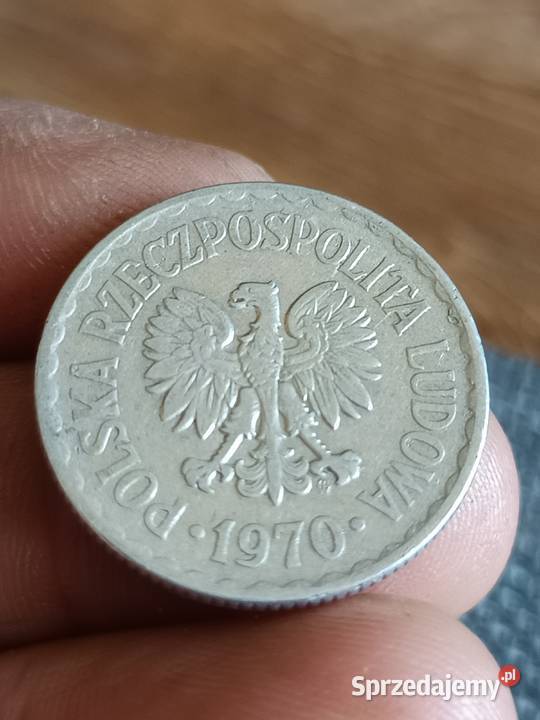 POLSKA RZECZPOSPOLITA LUDOWA
· 1970 ·
Sprzedajemy.pl